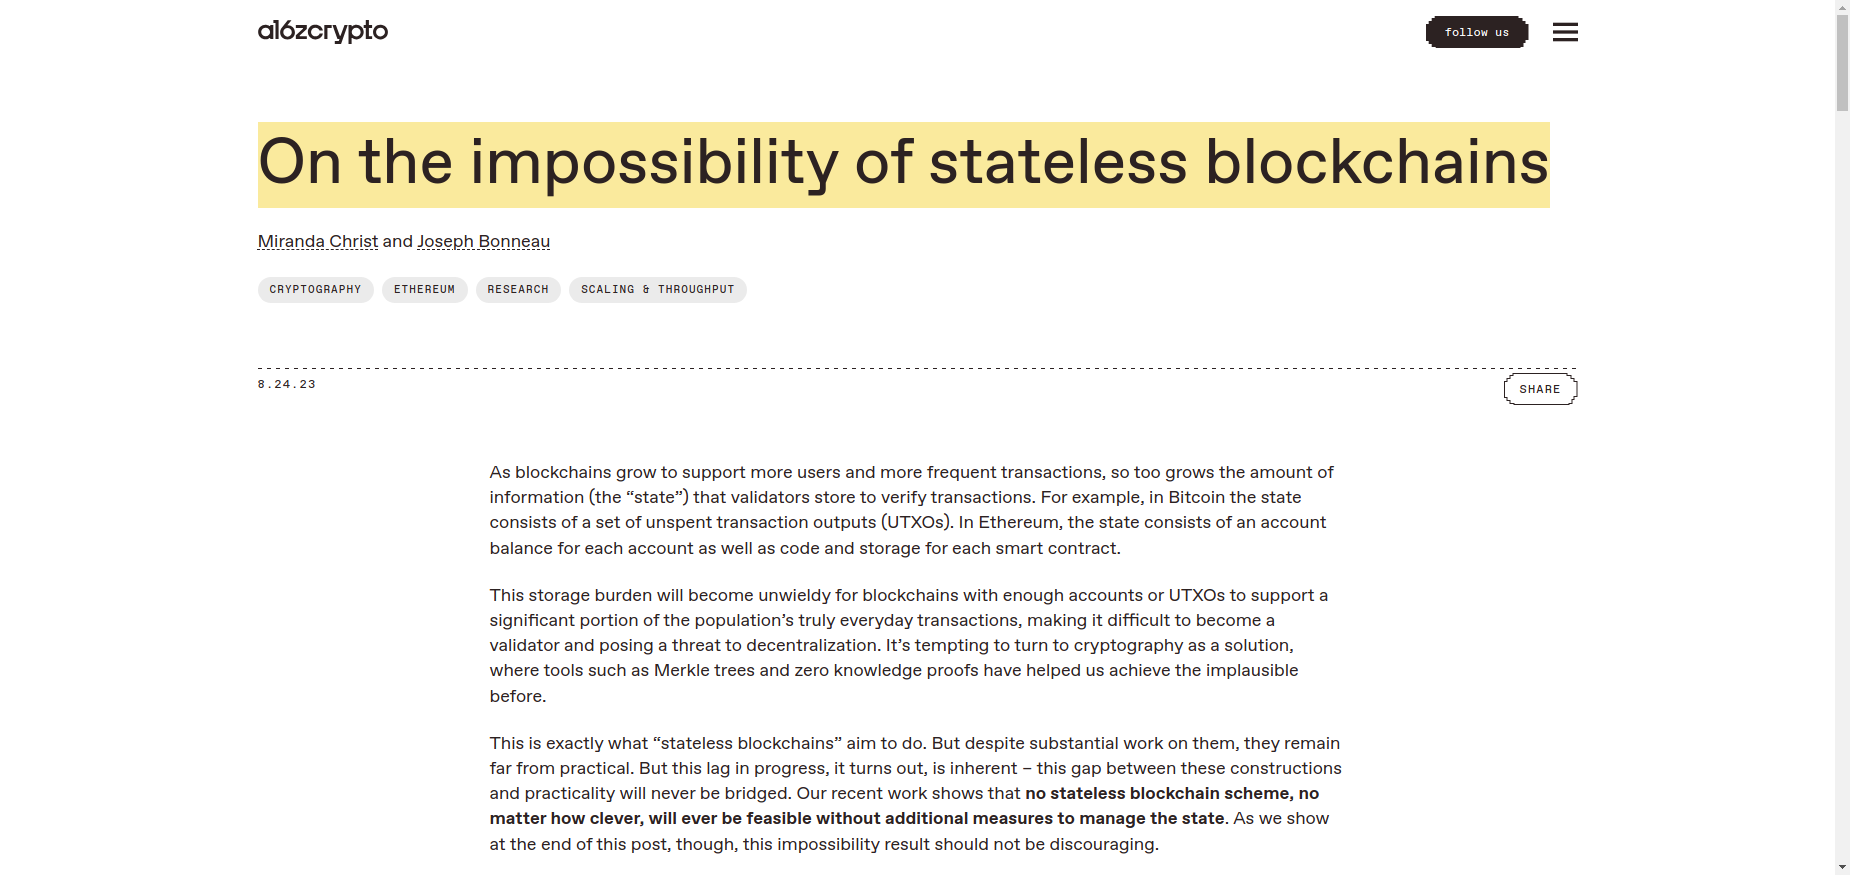 a16zcrypto
follow us
On the impossibility of stateless blockchains
Miranda Christ and Joseph Bonneau
CRYPTOGRAPHY ETHEREUM RESEARCH SCALING & THROUGHPUT
8.24.23
SHARE
As blockchains grow to support more users and more frequent transactions, so too grows the amount of
information (the “state”) that validators store to verify transactions. For example, in Bitcoin the state
consists of a set of unspent transaction outputs (UTXOs). In Ethereum, the state consists of an account
balance for each account as well as code and storage for each smart contract.
This storage burden will become unwieldy for blockchains with enough accounts or UTXOs to support a
significant portion of the population’s truly everyday transactions, making it difficult to become a
validator and posing a threat to decentralization. It’s tempting to turn to cryptography as a solution,
where tools such as Merkle trees and zero knowledge proofs have helped us achieve the implausible
before.
This is exactly what “stateless blockchains” aim to do. But despite substantial work on them, they remain
far from practical. But this lag in progress, it turns out, is inherent – this gap between these constructions
and practicality will never be bridged. Our recent work shows that no stateless blockchain scheme, no
matter how clever, will ever be feasible without additional measures to manage the state. As we show
at the end of this post, though, this impossibility result should not be discouraging.